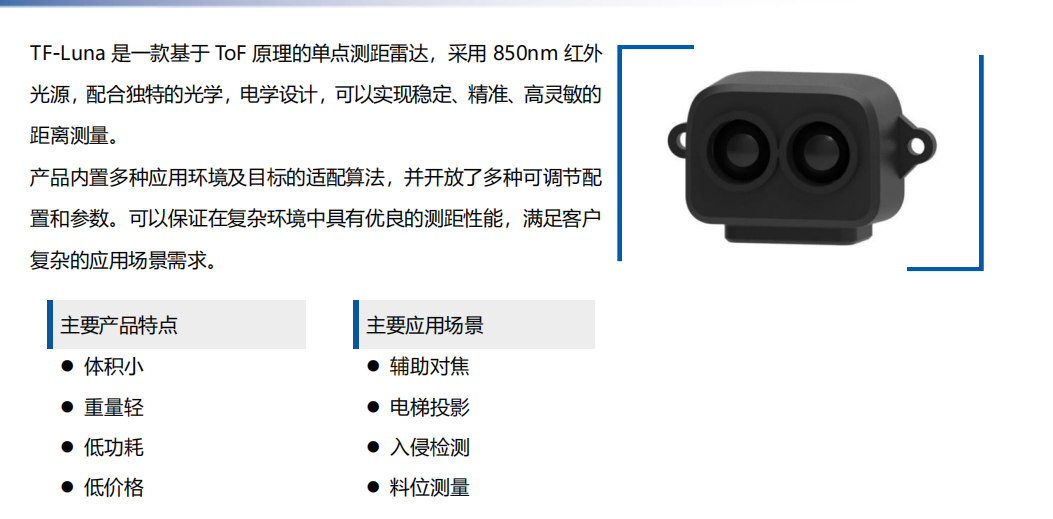 TF-Luna 是一款基于 ToF 原理的单点测距雷达，采用 850nm 红外
光源，配合独特的光学，电学设计，可以实现稳定、精准、高灵敏的
距离测量。
产品内置多种应用环境及目标的适配算法，并开放了多种可调节配
置和参数。可以保证在复杂环境中具有优良的测距性能，满足客户
复杂的应用场景需求。
主要产品特点
● 体积小
● 重量轻
● 低功耗
● 低价格
主要应用场景
● 辅助对焦
● 电梯投影
● 入侵检测
● 料位测量